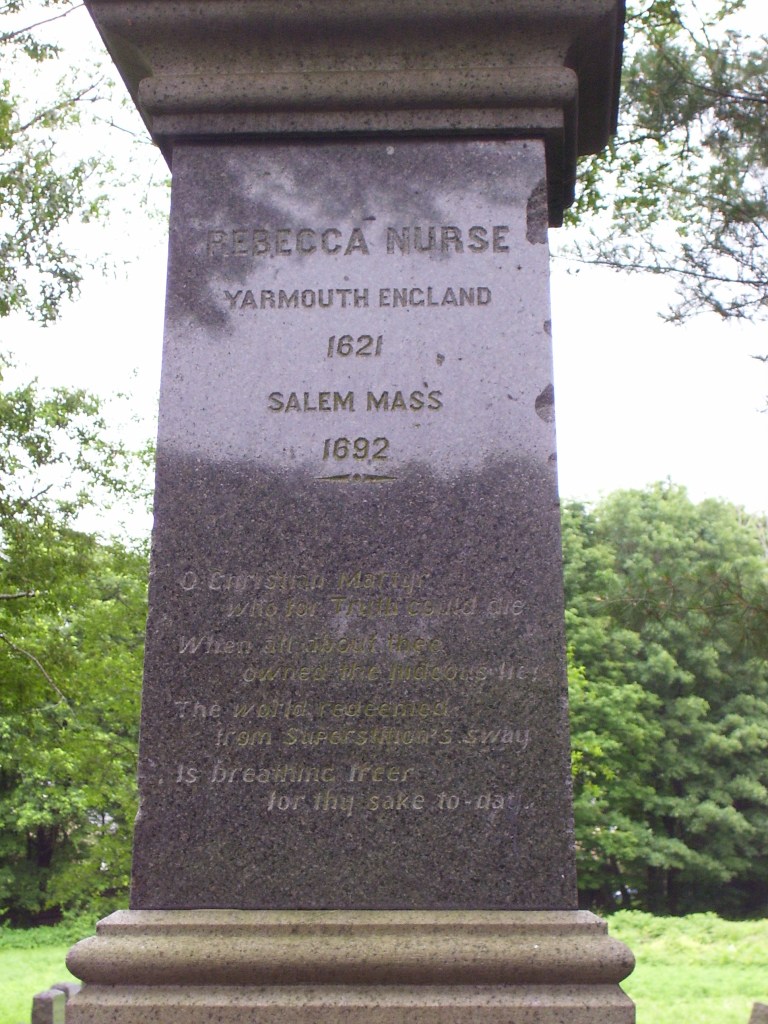 REBECCA NURSE
YARMOUTH ENGLAND
1621
SALEM MASS
1692
O Christian Martyr
who for Truth could die
When all about thee
owned the hideous lie!
The world redeemed
from Superstition's sway
Is breathing freer
for thy sake to-day.